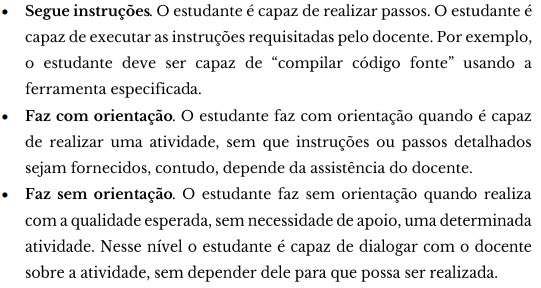 • Segue instruções. O estudante é capaz de realizar passos. O estudante é
capaz de executar as instruções requisitadas pelo docente. Por exemplo,
o estudante deve ser capaz de “compilar código fonte” usando a
ferramenta especificada.
• Faz com orientação. O estudante faz com orientação quando é capaz
de realizar uma atividade, sem que instruções ou passos detalhados
sejam fornecidos, contudo, depende da assistência do docente.
• Faz sem orientação. O estudante faz sem orientação quando realiza
com a qualidade esperada, sem necessidade de apoio, uma determinada
atividade. Nesse nível o estudante é capaz de dialogar com o docente
sobre a atividade, sem depender dele para que possa ser realizada.